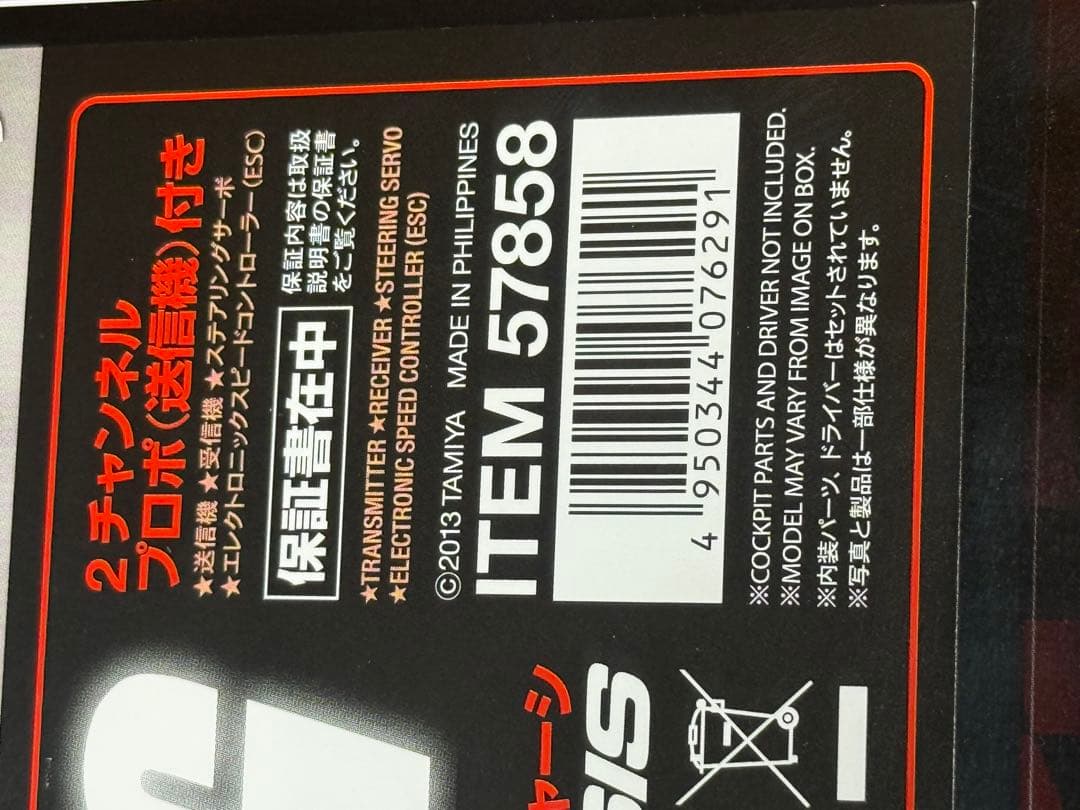 2チャンネル
プロポ(送信機)付き
★送信機 ★受信機 ★ステアリングサーボ
★エレクトロニックスピードコントローラー(ESC)
保証書在中
保証内容は取扱
説明書の保証書
をご覧ください。
★TRANSMITTER ★RECEIVER ★STEERING SERVO
★ELECTRONIC SPEED CONTROLLER (ESC)
©2013 TAMIYA MADE IN PHILIPPINES
ITEM 57858
4 950344 076291
※COCKPIT PARTS AND DRIVER NOT INCLUDED.
※MODEL MAY VARY FROM IMAGE ON BOX.
※内装パーツ、ドライバーはセットされていません。
※写真と製品は一部仕様が異なります。
ャーシ
SIS